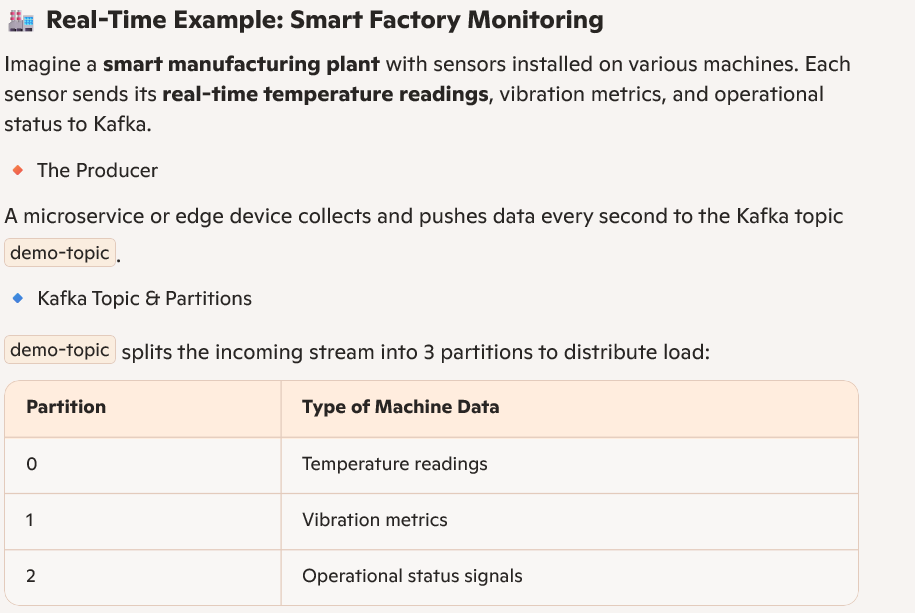 Real-Time Example: Smart Factory Monitoring
Imagine a smart manufacturing plant with sensors installed on various machines. Each
sensor sends its real-time temperature readings, vibration metrics, and operational
status to Kafka.
The Producer
A microservice or edge device collects and pushes data every second to the Kafka topic
demo-topic.
Kafka Topic & Partitions
demo-topic splits the incoming stream into 3 partitions to distribute load:
Partition Type of Machine Data
0 Temperature readings
1 Vibration metrics
2 Operational status signals